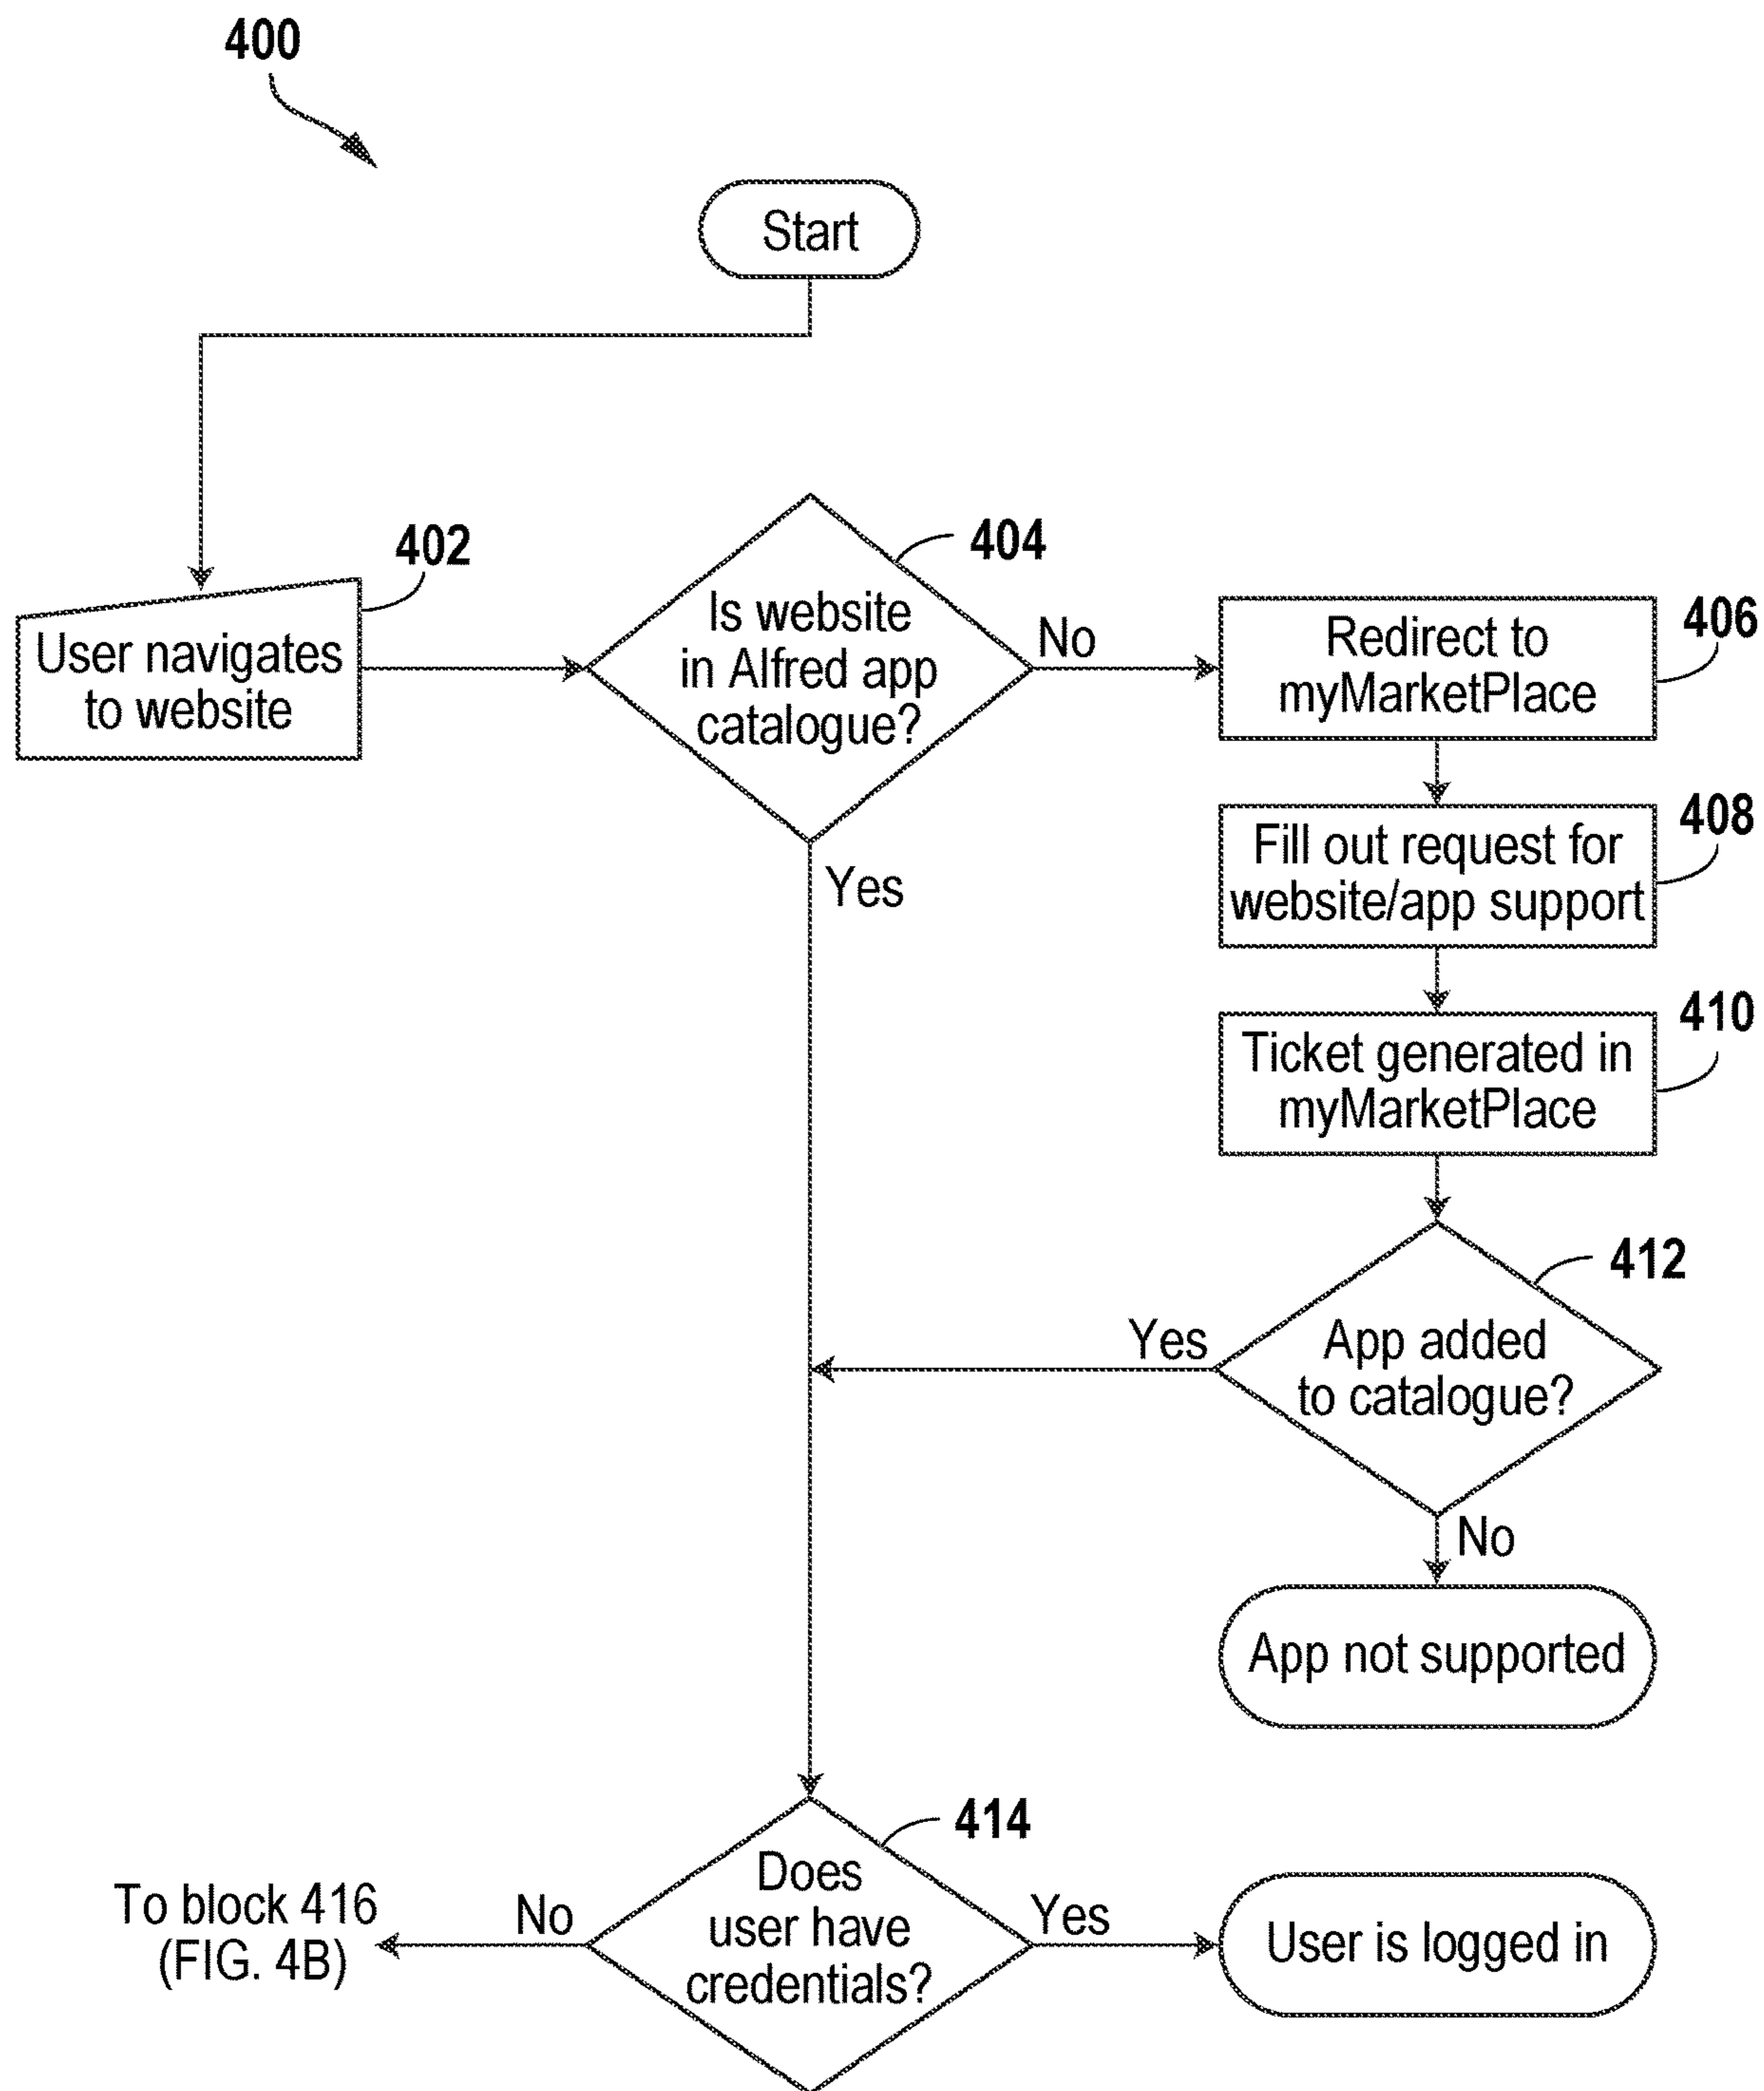 400
Start
402
User navigates
to website
404
Is website
in Alfred app
catalogue?
No
Yes
406
Redirect to
myMarketPlace
408
Fill out request for
website/app support
410
Ticket generated in
myMarketPlace
412
App added
to catalogue?
Yes
No
App not supported
414
Does
user have
credentials?
No
To block 416
(FIG. 4B)
Yes
User is logged in